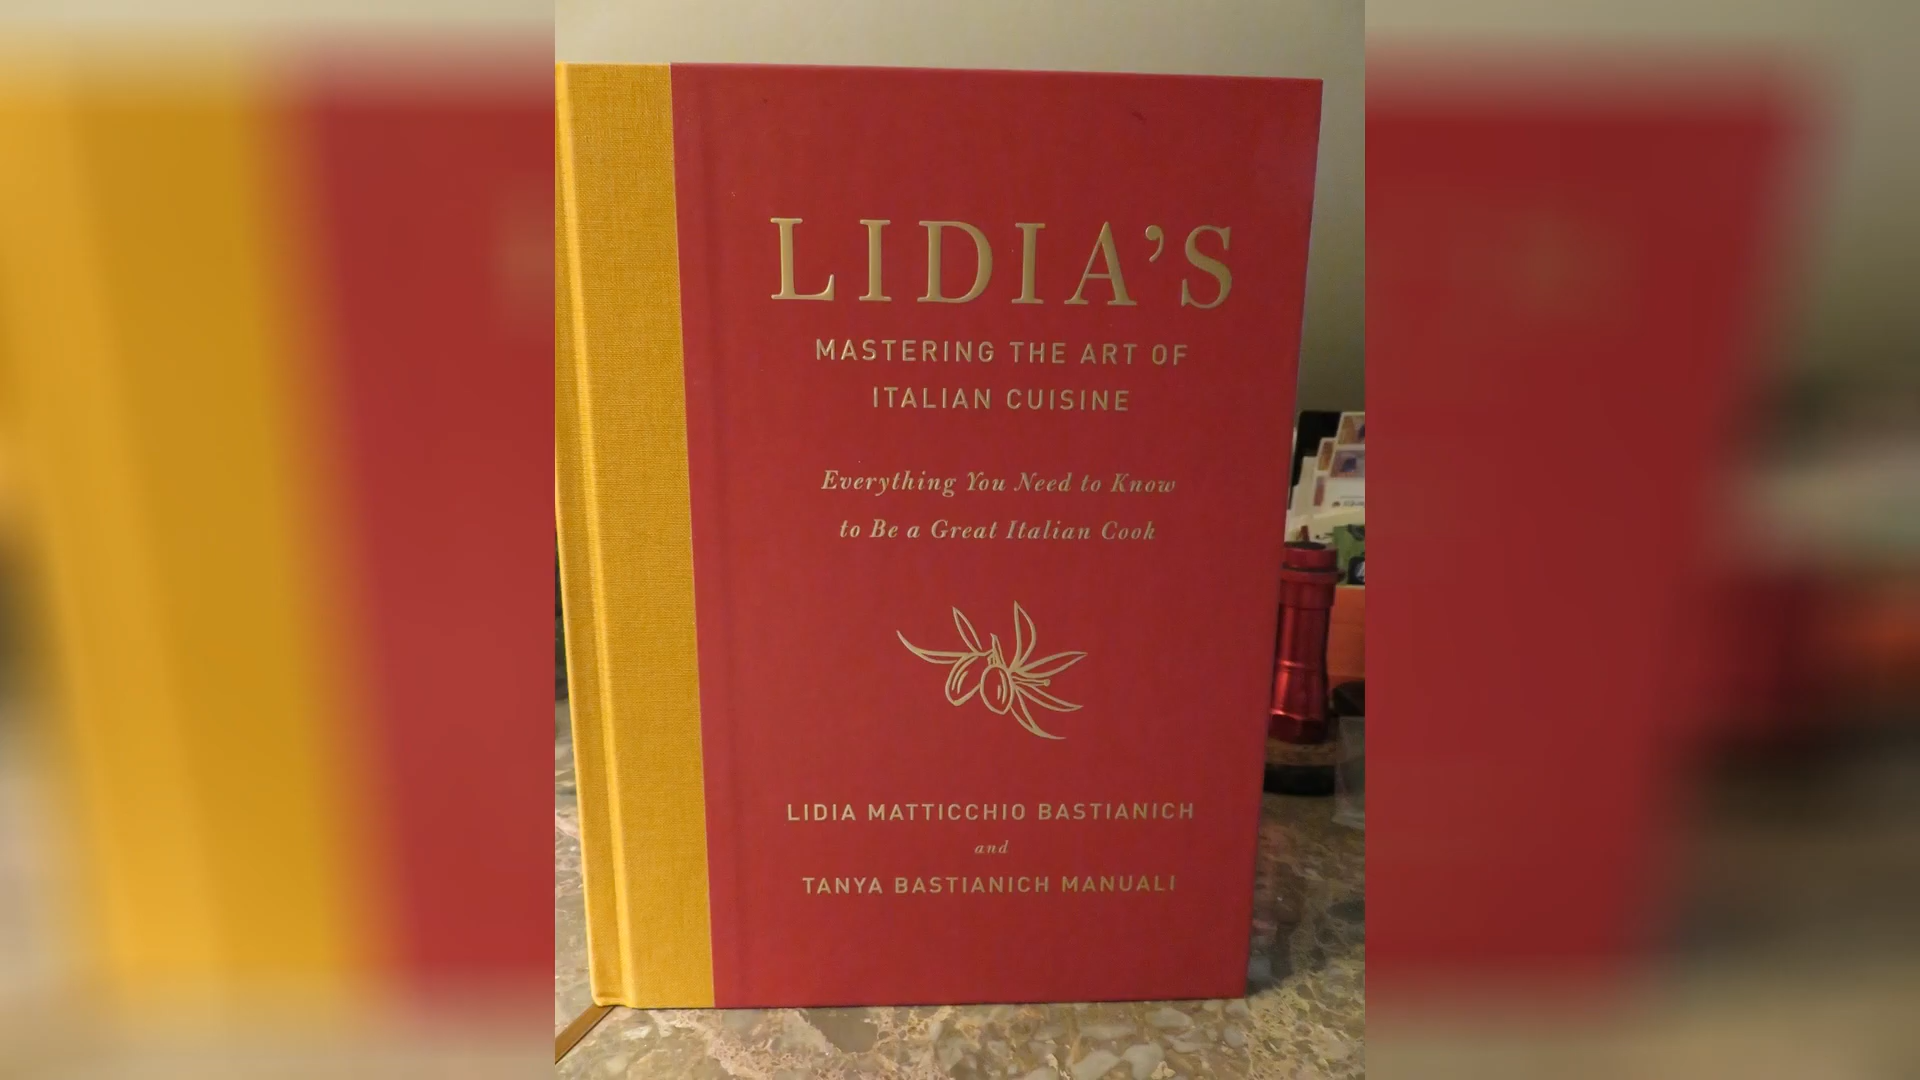 LIDIA'S
MASTERING THE ART OF
ITALIAN CUISINE
Everything You Need to Know
to Be a Great Italian Cook
LIDIA MATTICCHIO BASTIANICH
and
TANYA BASTIANICH MANUALI